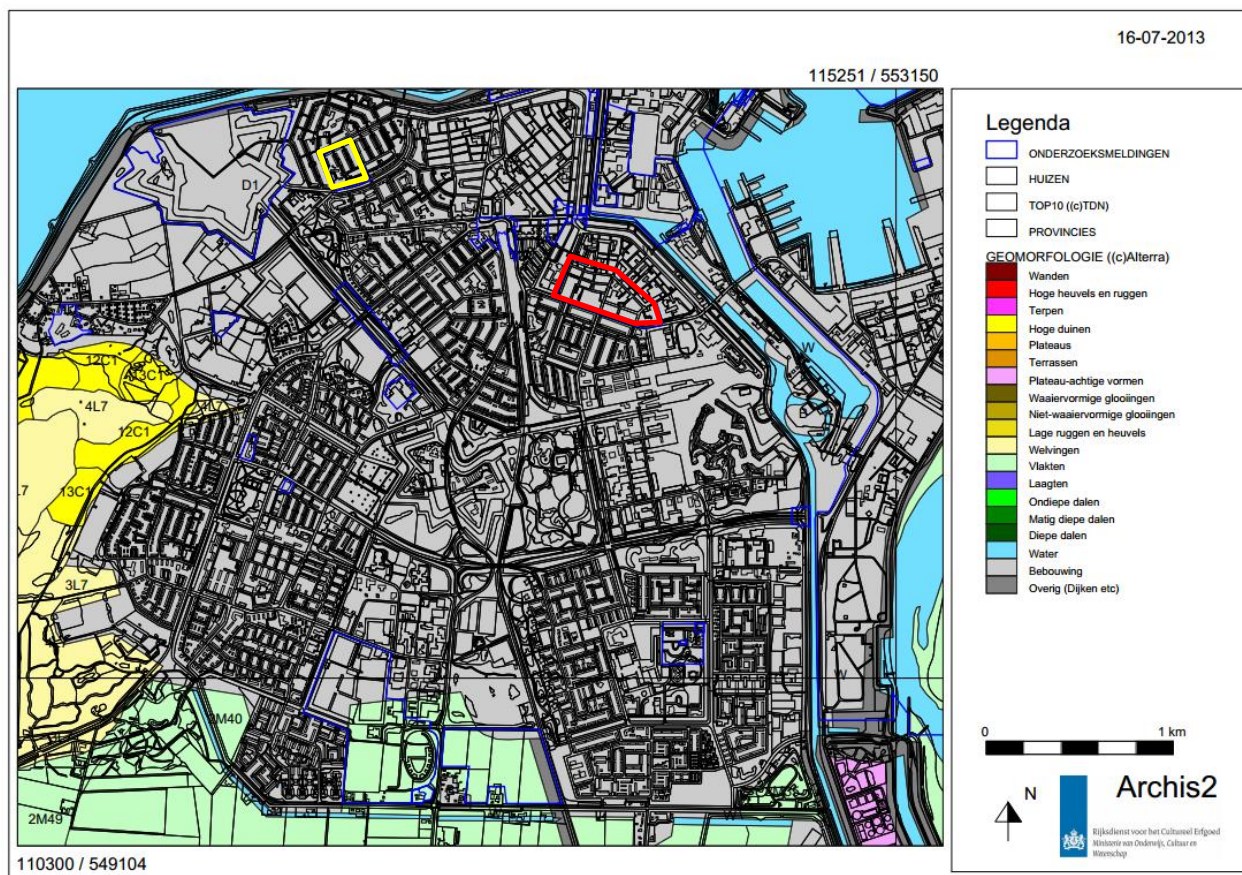 16-07-2013
115251 / 553150
D1
W
12C1
13C1
4L7
4L7
12C1
13C1
3L7
W
2M40
2M49
110300 / 549104
Legenda
ONDERZOEKSMELDINGEN
HUIZEN
TOP10 ((c)TDN)
PROVINCIES
GEOMORFOLOGIE ((c)Alterra)
Wanden
Hoge heuvels en ruggen
Terpen
Hoge duinen
Plateaus
Terrassen
Plateau-achtige vormen
Waaiervormige glooiingen
Niet-waaiervormige glooiingen
Lage ruggen en heuvels
Welvingen
Vlakten
Laagten
Ondiepe dalen
Matig diepe dalen
Diepe dalen
Water
Bebouwing
Overig (Dijken etc)
0 1 km
N
Archis2
Rijksdienst voor het Cultureel Erfgoed
Ministerie van Onderwijs, Cultuur en
Wetenschap